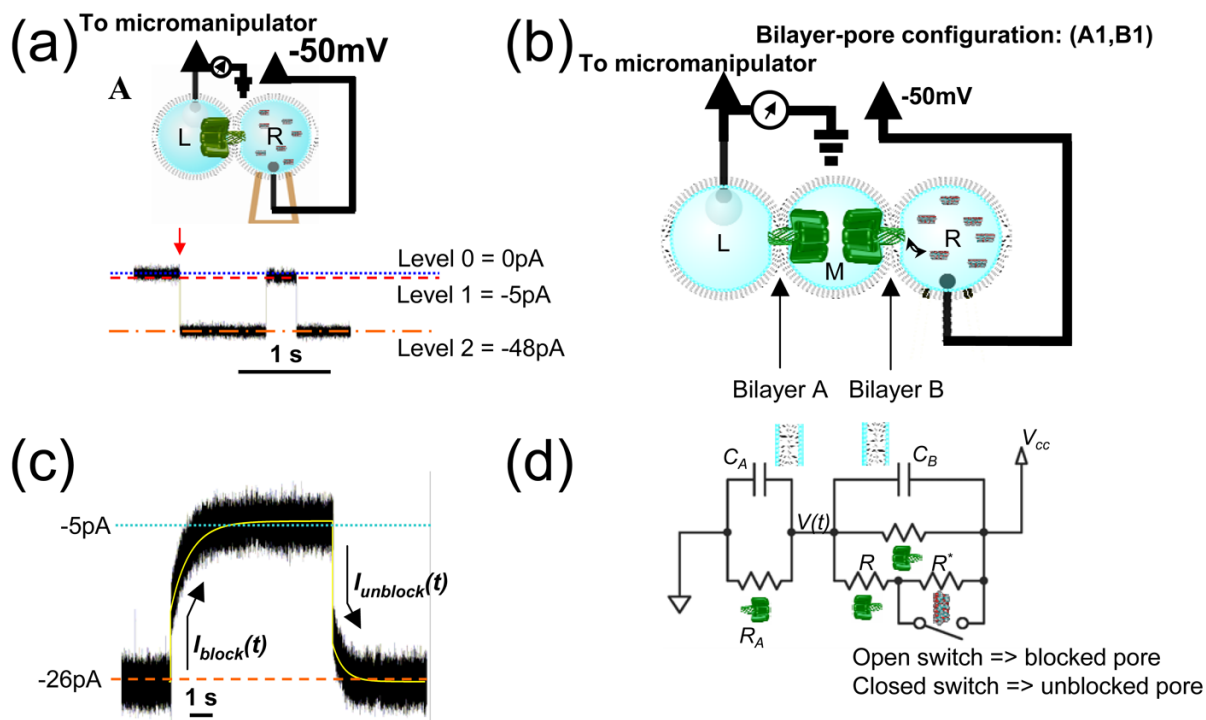 (a)
To micromanipulator
-50mV
A
L
R
Level 0 = 0pA
Level 1 = -5pA
Level 2 = -48pA
1 s
(b)
Bilayer-pore configuration: (A1,B1)
To micromanipulator
-50mV
L
M
R
Bilayer A
Bilayer B
(c)
-5pA
I_block(t)
I_unblock(t)
-26pA
1 s
(d)
C_A
C_B
V_cc
V(t)
R
R*
R_A
Open switch => blocked pore
Closed switch => unblocked pore